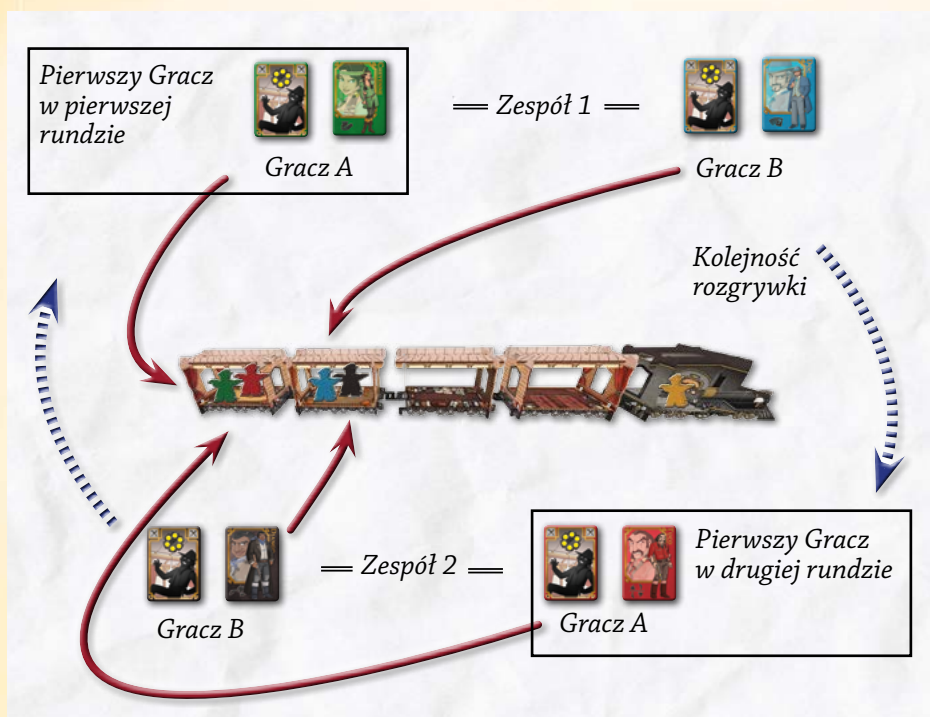 Pierwszy Gracz
w pierwszej
rundzie
Gracz A
Zespół 1
Gracz B
Kolejność
rozgrywki
Gracz B
Zespół 2
Gracz A
Pierwszy Gracz
w drugiej rundzie